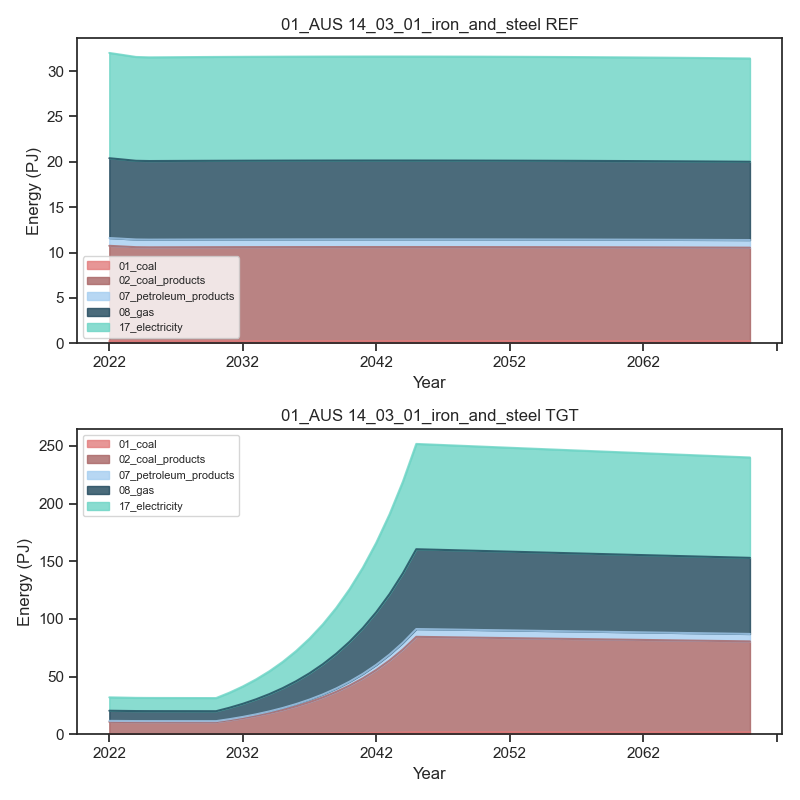 01_AUS 14_03_01_iron_and_steel REF
30
25
20
15
10
5
0
Energy (PJ)
01_coal
02_coal_products
07_petroleum_products
08_gas
17_electricity
2022 2032 2042 2052 2062
Year
01_AUS 14_03_01_iron_and_steel TGT
250
200
150
100
50
0
Energy (PJ)
01_coal
02_coal_products
07_petroleum_products
08_gas
17_electricity
2022 2032 2042 2052 2062
Year